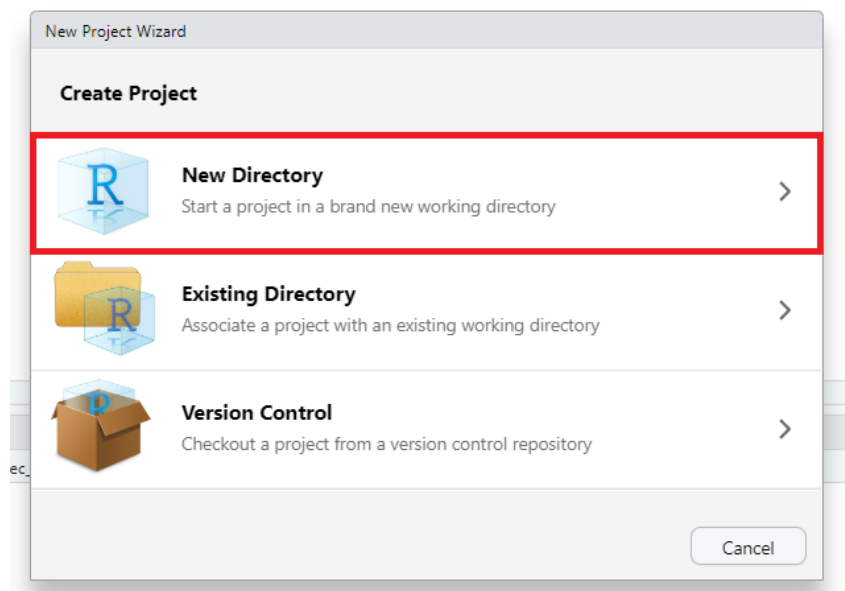 New Project Wizard
Create Project
R
New Directory
Start a project in a brand new working directory
R
Existing Directory
Associate a project with an existing working directory
R
Version Control
Checkout a project from a version control repository
ec_
Cancel